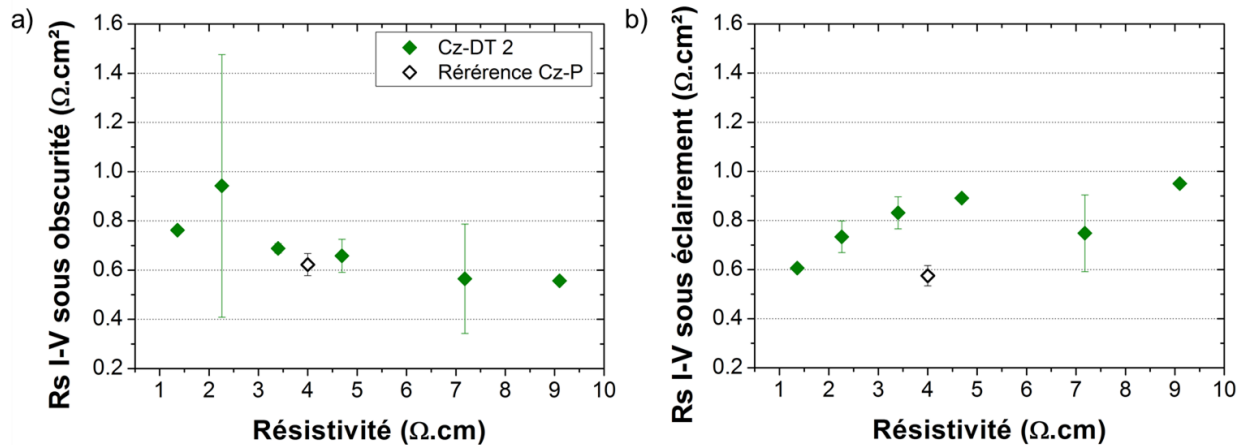 a)
Rs I-V sous obscurité (Ω.cm²)
1.6
1.4
1.2
1.0
0.8
0.6
0.4
0.2
Cz-DT 2
Rérérence Cz-P
1 2 3 4 5 6 7 8 9 10
Résistivité (Ω.cm)
b)
Rs I-V sous éclairement (Ω.cm²)
1.6
1.4
1.2
1.0
0.8
0.6
0.4
0.2
1 2 3 4 5 6 7 8 9 10
Résistivité (Ω.cm)